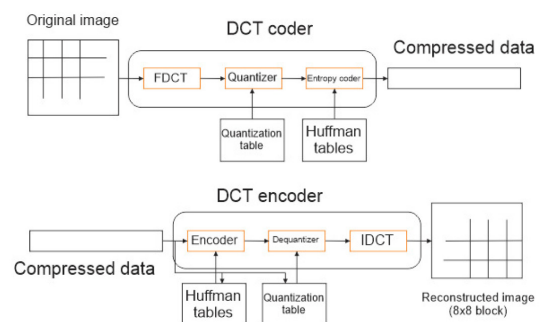 Original image
DCT coder
Compressed data
FDCT
Quantizer
Entropy coder
Quantization
table
Huffman
tables
DCT encoder
Compressed data
Encoder
Dequantizer
IDCT
Huffman
tables
Quantization
table
Reconstructed image
(8x8 block)